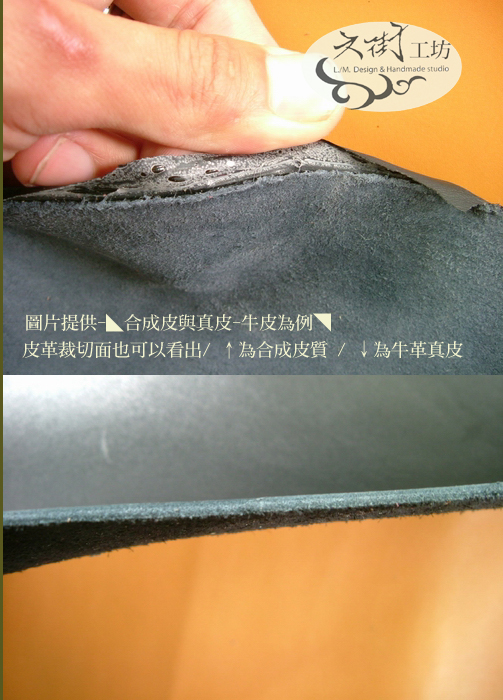 文街工坊
L./M. Design & Handmade studio
圖片提供-◣合成皮與真皮-牛皮為例◥
皮革裁切面也可以看出/ ↑為合成皮質 / ↓為牛革真皮